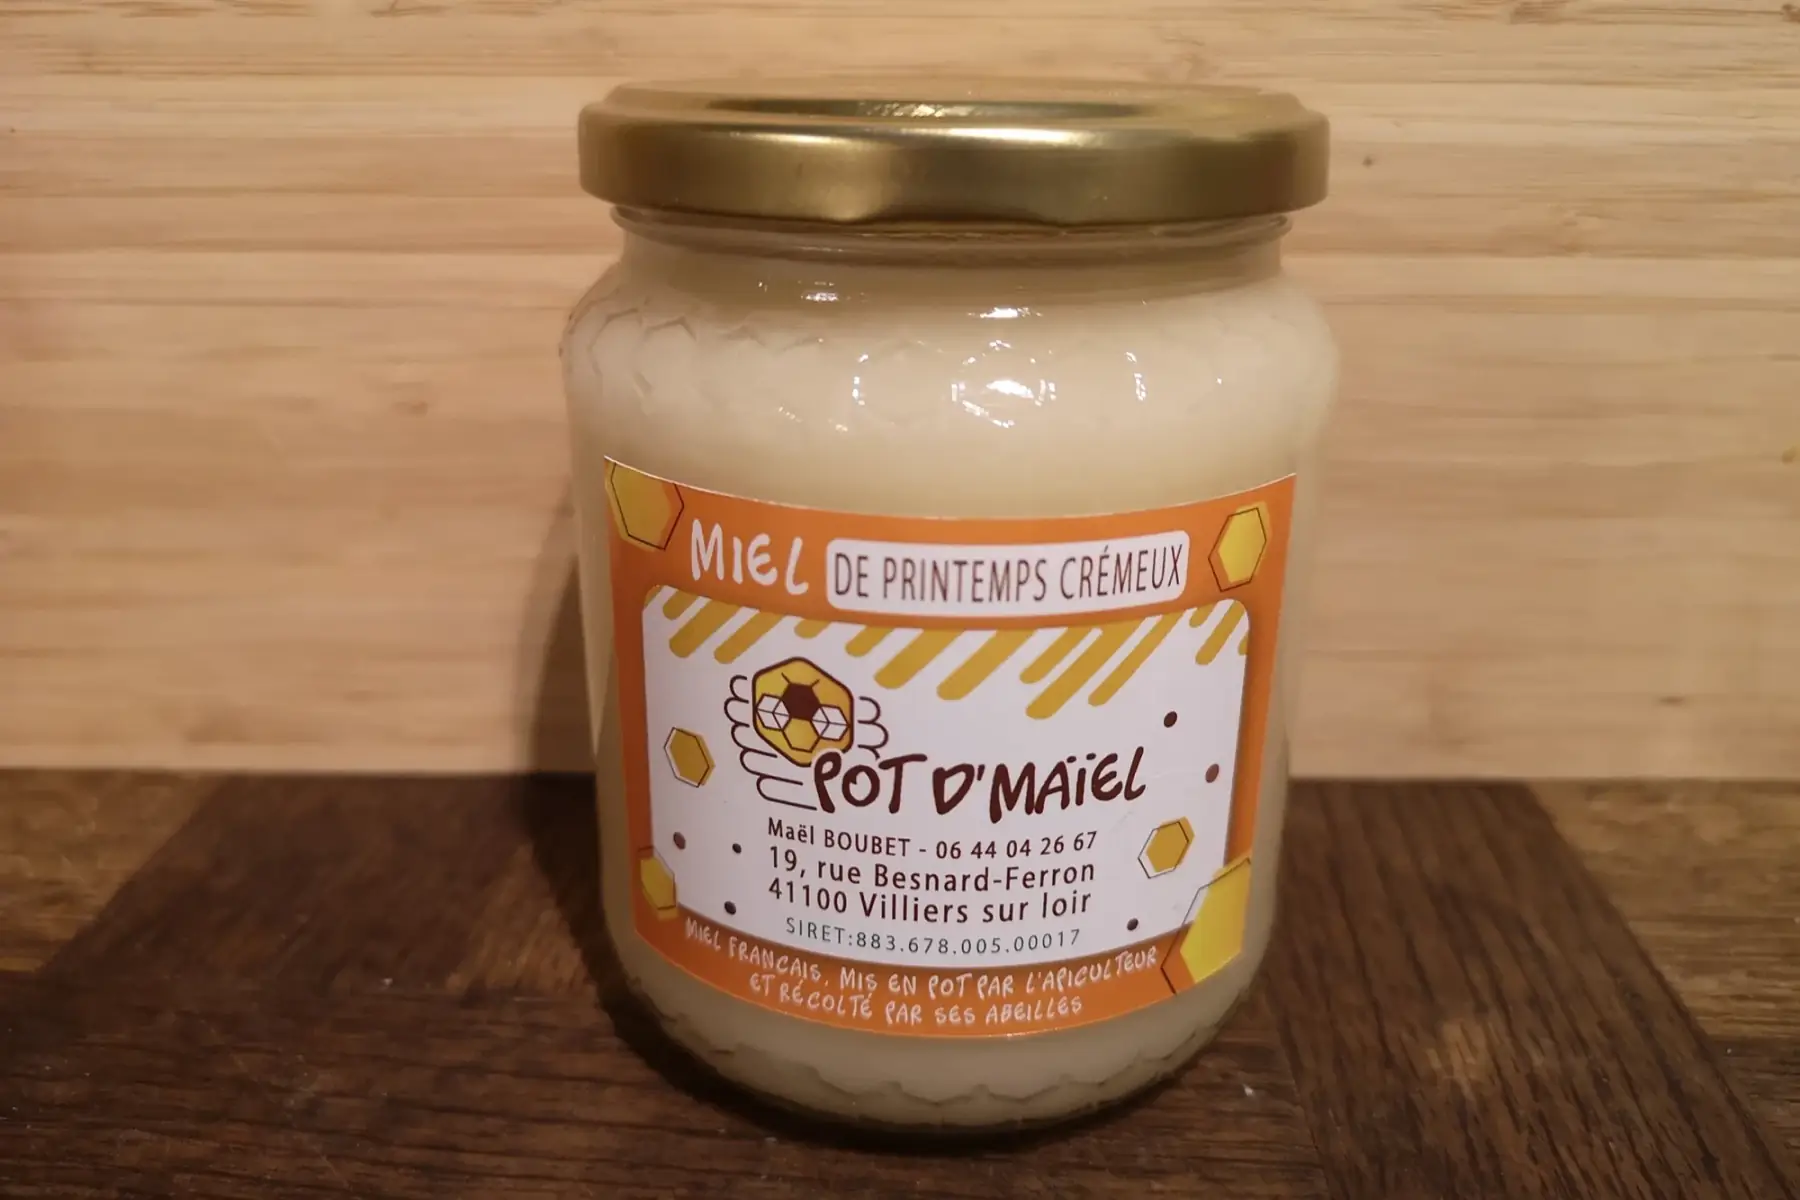 MIEL DE PRINTEMPS CRÉMEUX
POT D'MAÏEL
Maël BOUBET - 06 44 04 26 67
19, rue Besnard-Ferron
41100 Villiers sur loir
SIRET:883.678.005.00017
MIEL FRANCAIS, MIS EN POT PAR L'APICULTEUR
ET RÉCOLTÉ PAR SES ABEILLES